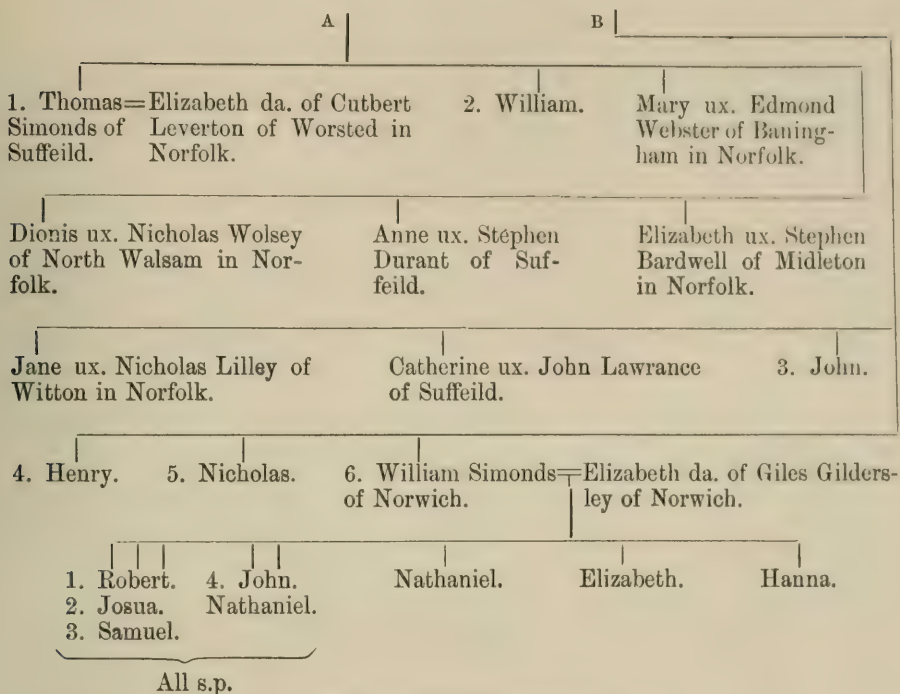 A B
1. Thomas=Elizabeth da. of Cutbert 2. William. Mary ux. Edmond
Simonds of Leverton of Worsted in Webster of Baning-
Suffeild. Norfolk. ham in Norfolk.
Dionis ux. Nicholas Wolsey Anne ux. Stephen Elizabeth ux. Stephen
of North Walsam in Nor- Durant of Suf- Bardwell of Midleton
folk. feild. in Norfolk.
Jane ux. Nicholas Lilley of Catherine ux. John Lawrance 3. John.
Witton in Norfolk. of Suffeild.
4. Henry. 5. Nicholas. 6. William Simonds=Elizabeth da. of Giles Gilders-
of Norwich. ley of Norwich.
1. Robert. 4. John. Nathaniel. Elizabeth. Hanna.
2. Josua. Nathaniel.
3. Samuel.
All s.p.